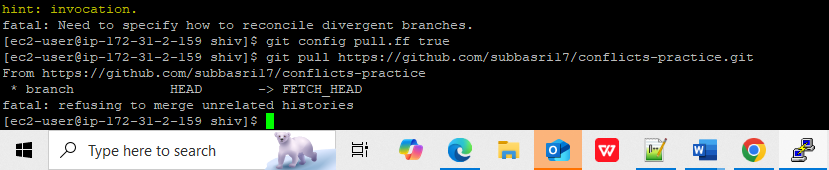 hint: invocation.
fatal: Need to specify how to reconcile divergent branches.
[ec2-user@ip-172-31-2-159 shiv]$ git config pull.ff true
[ec2-user@ip-172-31-2-159 shiv]$ git pull https://github.com/subbasri17/conflicts-practice.git
From https://github.com/subbasri17/conflicts-practice
 * branch            HEAD       -> FETCH_HEAD
fatal: refusing to merge unrelated histories
[ec2-user@ip-172-31-2-159 shiv]$
Type here to search